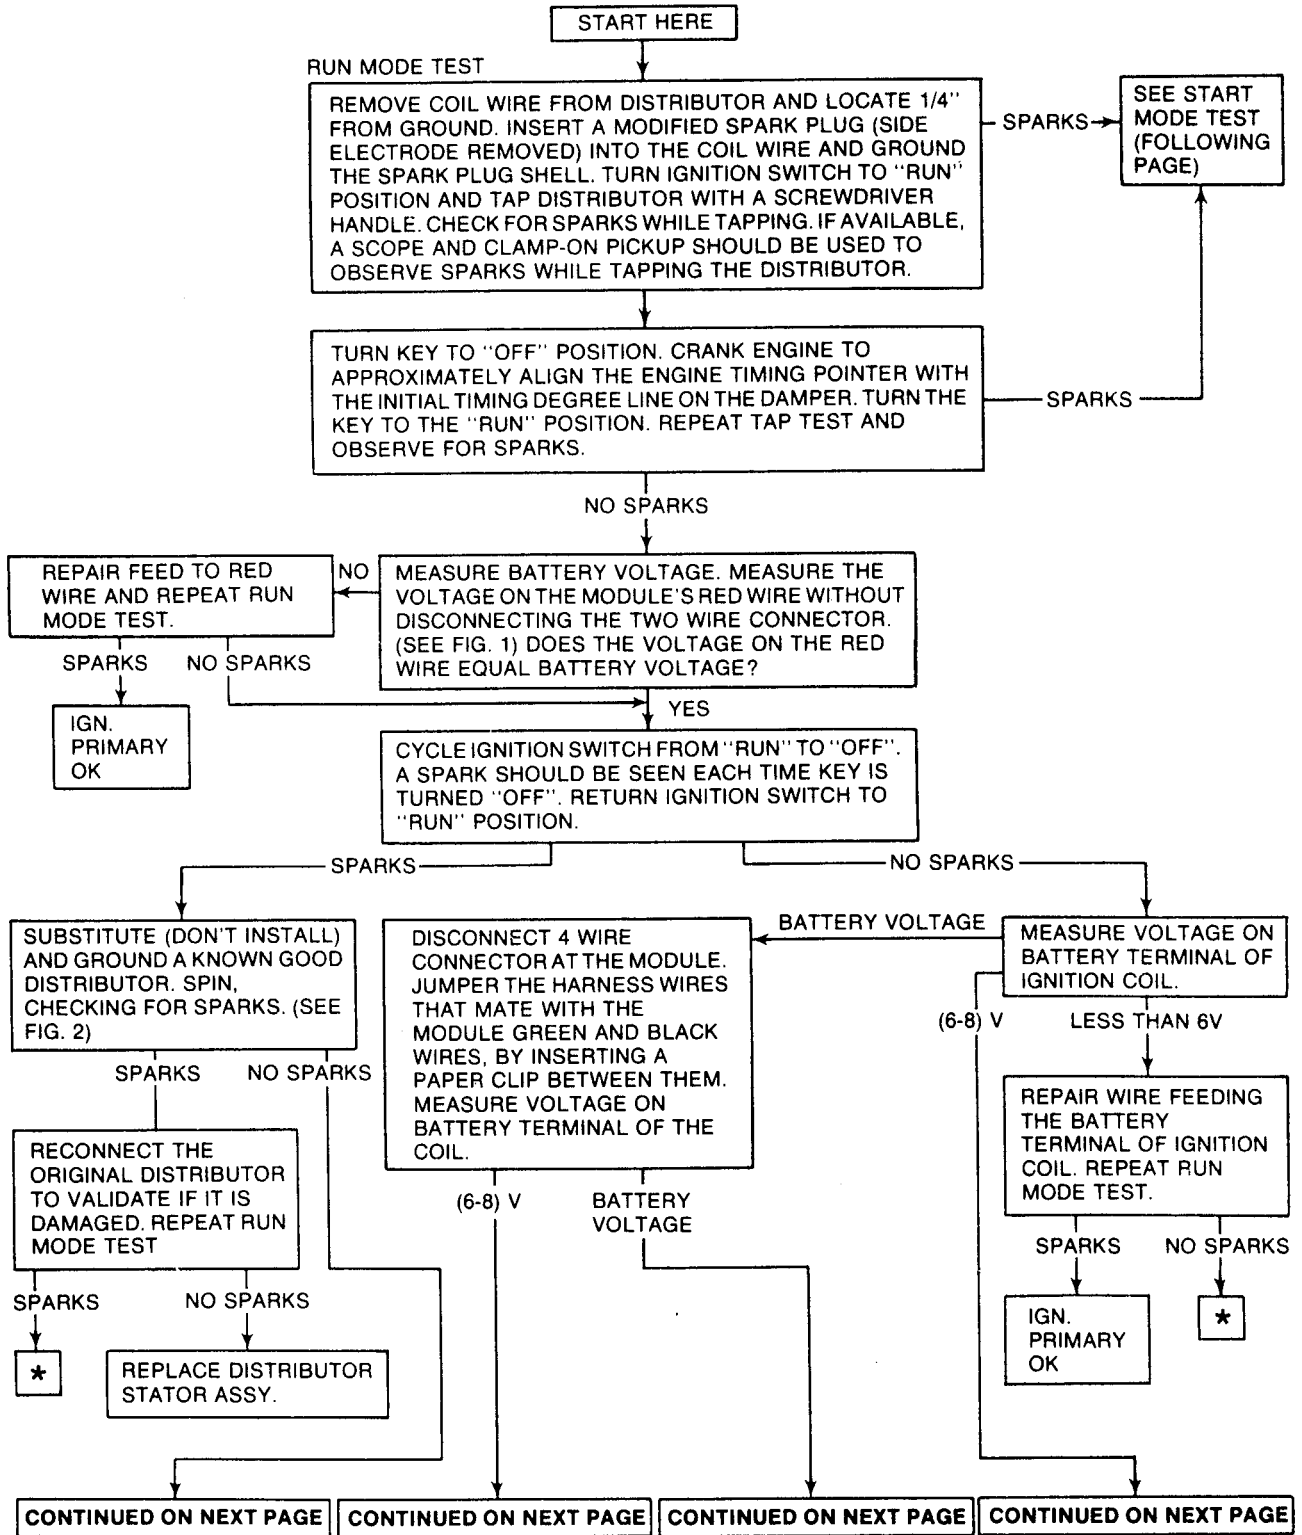 START HERE
RUN MODE TEST
REMOVE COIL WIRE FROM DISTRIBUTOR AND LOCATE 1/4"
FROM GROUND. INSERT A MODIFIED SPARK PLUG (SIDE
ELECTRODE REMOVED) INTO THE COIL WIRE AND GROUND
THE SPARK PLUG SHELL. TURN IGNITION SWITCH TO "RUN"
POSITION AND TAP DISTRIBUTOR WITH A SCREWDRIVER
HANDLE. CHECK FOR SPARKS WHILE TAPPING. IF AVAILABLE,
A SCOPE AND CLAMP-ON PICKUP SHOULD BE USED TO
OBSERVE SPARKS WHILE TAPPING THE DISTRIBUTOR.
SPARKS
SEE START
MODE TEST
(FOLLOWING
PAGE)
TURN KEY TO "OFF" POSITION. CRANK ENGINE TO
APPROXIMATELY ALIGN THE ENGINE TIMING POINTER WITH
THE INITIAL TIMING DEGREE LINE ON THE DAMPER. TURN THE
KEY TO THE "RUN" POSITION. REPEAT TAP TEST AND
OBSERVE FOR SPARKS.
SPARKS
NO SPARKS
REPAIR FEED TO RED
WIRE AND REPEAT RUN
MODE TEST.
NO
MEASURE BATTERY VOLTAGE. MEASURE THE
VOLTAGE ON THE MODULE'S RED WIRE WITHOUT
DISCONNECTING THE TWO WIRE CONNECTOR.
(SEE FIG. 1) DOES THE VOLTAGE ON THE RED
WIRE EQUAL BATTERY VOLTAGE?
SPARKS
NO SPARKS
IGN.
PRIMARY
OK
YES
CYCLE IGNITION SWITCH FROM "RUN" TO "OFF".
A SPARK SHOULD BE SEEN EACH TIME KEY IS
TURNED "OFF". RETURN IGNITION SWITCH TO
"RUN" POSITION.
SPARKS
NO SPARKS
SUBSTITUTE (DON'T INSTALL)
AND GROUND A KNOWN GOOD
DISTRIBUTOR. SPIN,
CHECKING FOR SPARKS. (SEE
FIG. 2)
DISCONNECT 4 WIRE
CONNECTOR AT THE MODULE.
JUMPER THE HARNESS WIRES
THAT MATE WITH THE
MODULE GREEN AND BLACK
WIRES, BY INSERTING A
PAPER CLIP BETWEEN THEM.
MEASURE VOLTAGE ON
BATTERY TERMINAL OF THE
COIL.
BATTERY VOLTAGE
MEASURE VOLTAGE ON
BATTERY TERMINAL OF
IGNITION COIL.
(6-8) V
LESS THAN 6V
SPARKS
NO SPARKS
REPAIR WIRE FEEDING
THE BATTERY
TERMINAL OF IGNITION
COIL. REPEAT RUN
MODE TEST.
RECONNECT THE
ORIGINAL DISTRIBUTOR
TO VALIDATE IF IT IS
DAMAGED. REPEAT RUN
MODE TEST
(6-8) V
BATTERY
VOLTAGE
SPARKS
NO SPARKS
SPARKS
NO SPARKS
*
REPLACE DISTRIBUTOR
STATOR ASSY.
IGN.
PRIMARY
OK
*
CONTINUED ON NEXT PAGE
CONTINUED ON NEXT PAGE
CONTINUED ON NEXT PAGE
CONTINUED ON NEXT PAGE